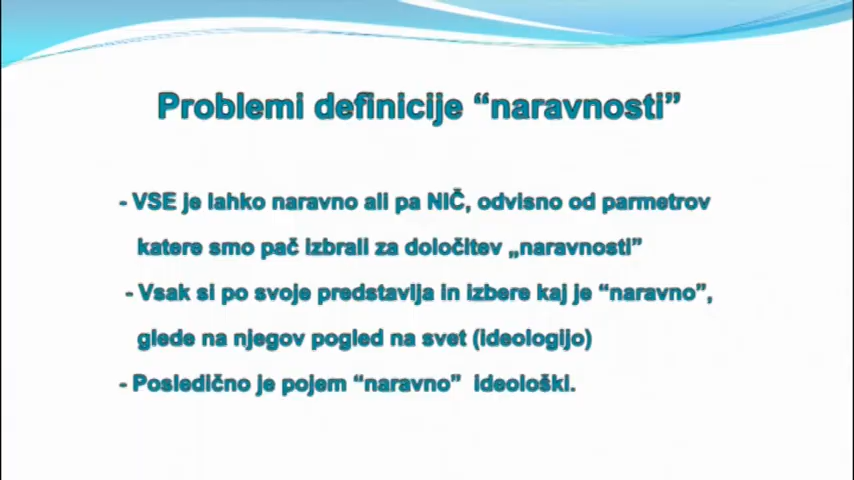 Problemi definicije “naravnosti”
- VSE je lahko naravno ali pa NIČ, odvisno od parmetrov
katere smo pač izbrali za določitev „naravnosti”
- Vsak si po svoje predstavlja in izbere kaj je “naravno”,
glede na njegov pogled na svet (ideologijo)
- Posledično je pojem “naravno” ideološki.